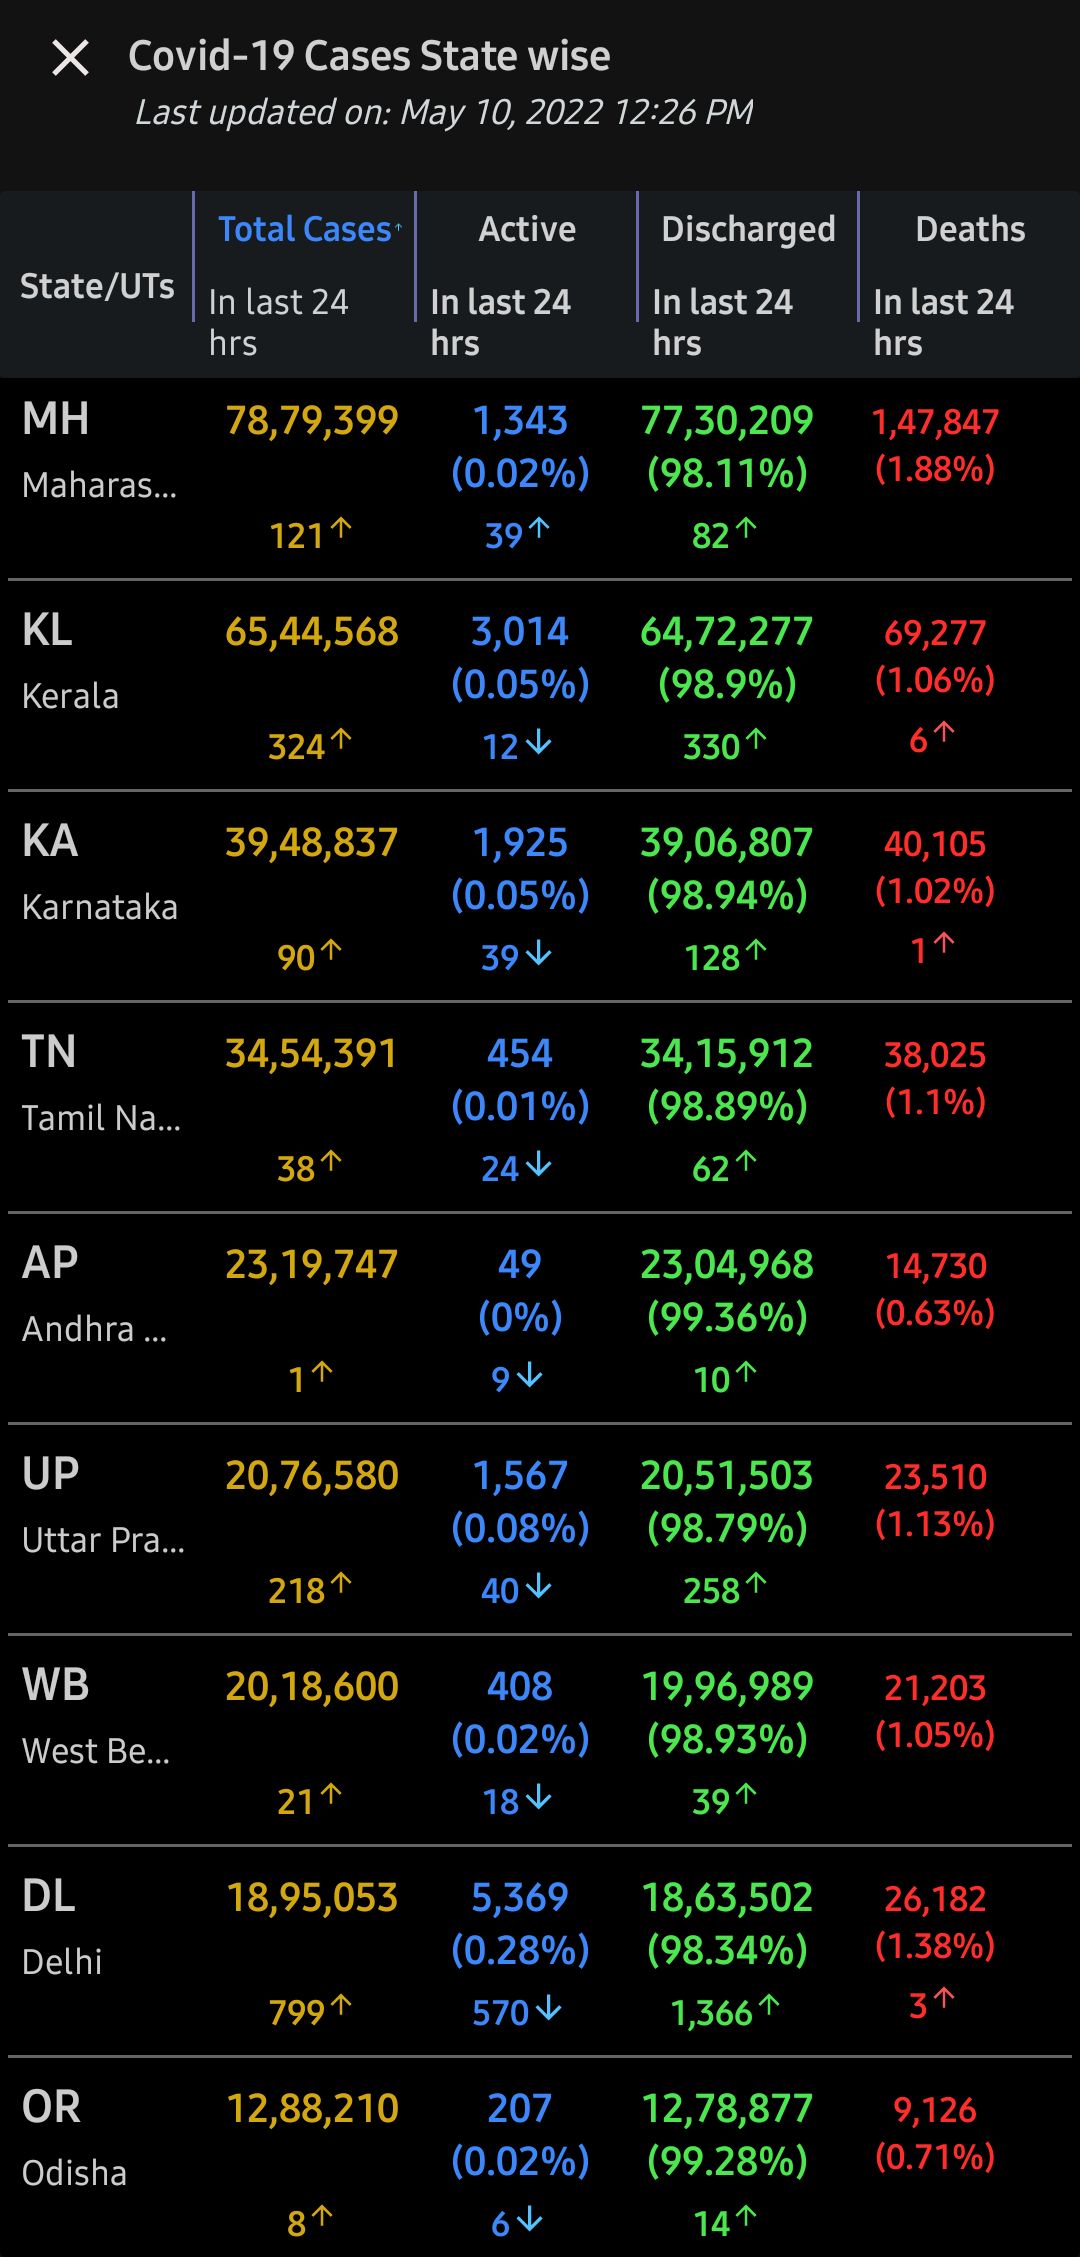 Covid-19 Cases State wise
Last updated on: May 10, 2022 12:26 PM
State/UTs
Total Cases↑
In last 24
hrs
Active
In last 24
hrs
Discharged
In last 24
hrs
Deaths
In last 24
hrs
MH 78,79,399 1,343 77,30,209 1,47,847
Maharas... (0.02%) (98.11%) (1.88%)
121↑ 39↑ 82↑
KL 65,44,568 3,014 64,72,277 69,277
Kerala (0.05%) (98.9%) (1.06%)
324↑ 12↓ 330↑ 6↑
KA 39,48,837 1,925 39,06,807 40,105
Karnataka (0.05%) (98.94%) (1.02%)
90↑ 39↓ 128↑ 1↑
TN 34,54,391 454 34,15,912 38,025
Tamil Na... (0.01%) (98.89%) (1.1%)
38↑ 24↓ 62↑
AP 23,19,747 49 23,04,968 14,730
Andhra ... (0%) (99.36%) (0.63%)
1↑ 9↓ 10↑
UP 20,76,580 1,567 20,51,503 23,510
Uttar Pra... (0.08%) (98.79%) (1.13%)
218↑ 40↓ 258↑
WB 20,18,600 408 19,96,989 21,203
West Be... (0.02%) (98.93%) (1.05%)
21↑ 18↓ 39↑
DL 18,95,053 5,369 18,63,502 26,182
Delhi (0.28%) (98.34%) (1.38%)
799↑ 570↓ 1,366↑ 3↑
OR 12,88,210 207 12,78,877 9,126
Odisha (0.02%) (99.28%) (0.71%)
8↑ 6↓ 14↑